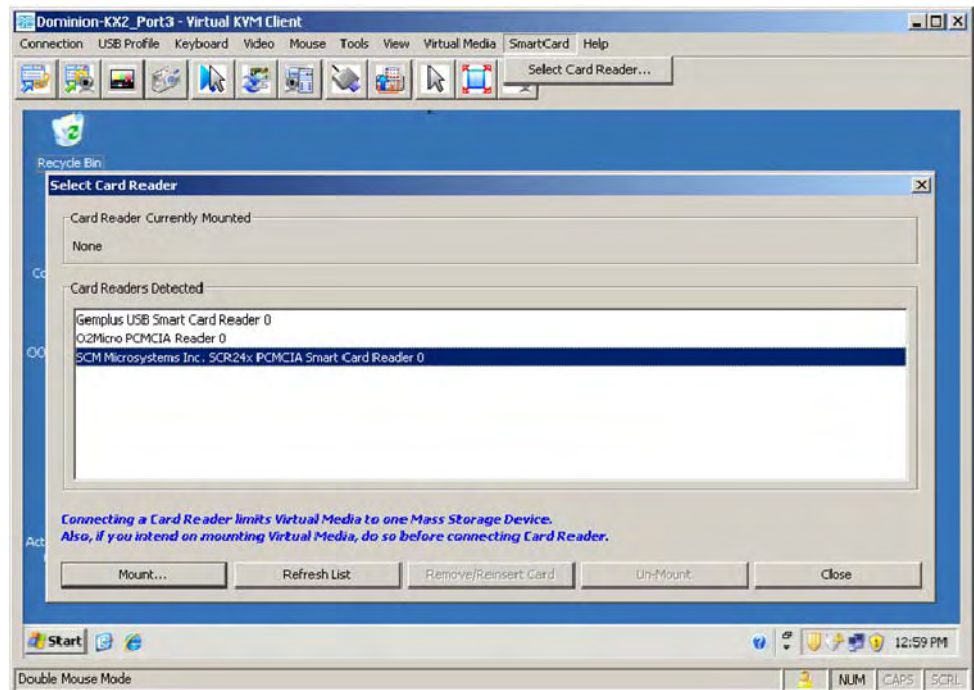 Dominion-KX2_Port3 - Virtual KVM Client
Connection USB Profile Keyboard Video Mouse Tools View Virtual Media SmartCard Help
Select Card Reader...
Recycle Bin
Select Card Reader
Card Reader Currently Mounted
None
Card Readers Detected
Gemplus USB Smart Card Reader 0
O2Micro PCMCIA Reader 0
SCM Microsystems Inc. SCR24x PCMCIA Smart Card Reader 0
Connecting a Card Reader limits Virtual Media to one Mass Storage Device.
Also, if you intend on mounting Virtual Media, do so before connecting Card Reader.
Mount... Refresh List Remove/Reinsert Card Un-Mount Close
Start 12:59 PM
Double Mouse Mode NUM CAPS SCRL